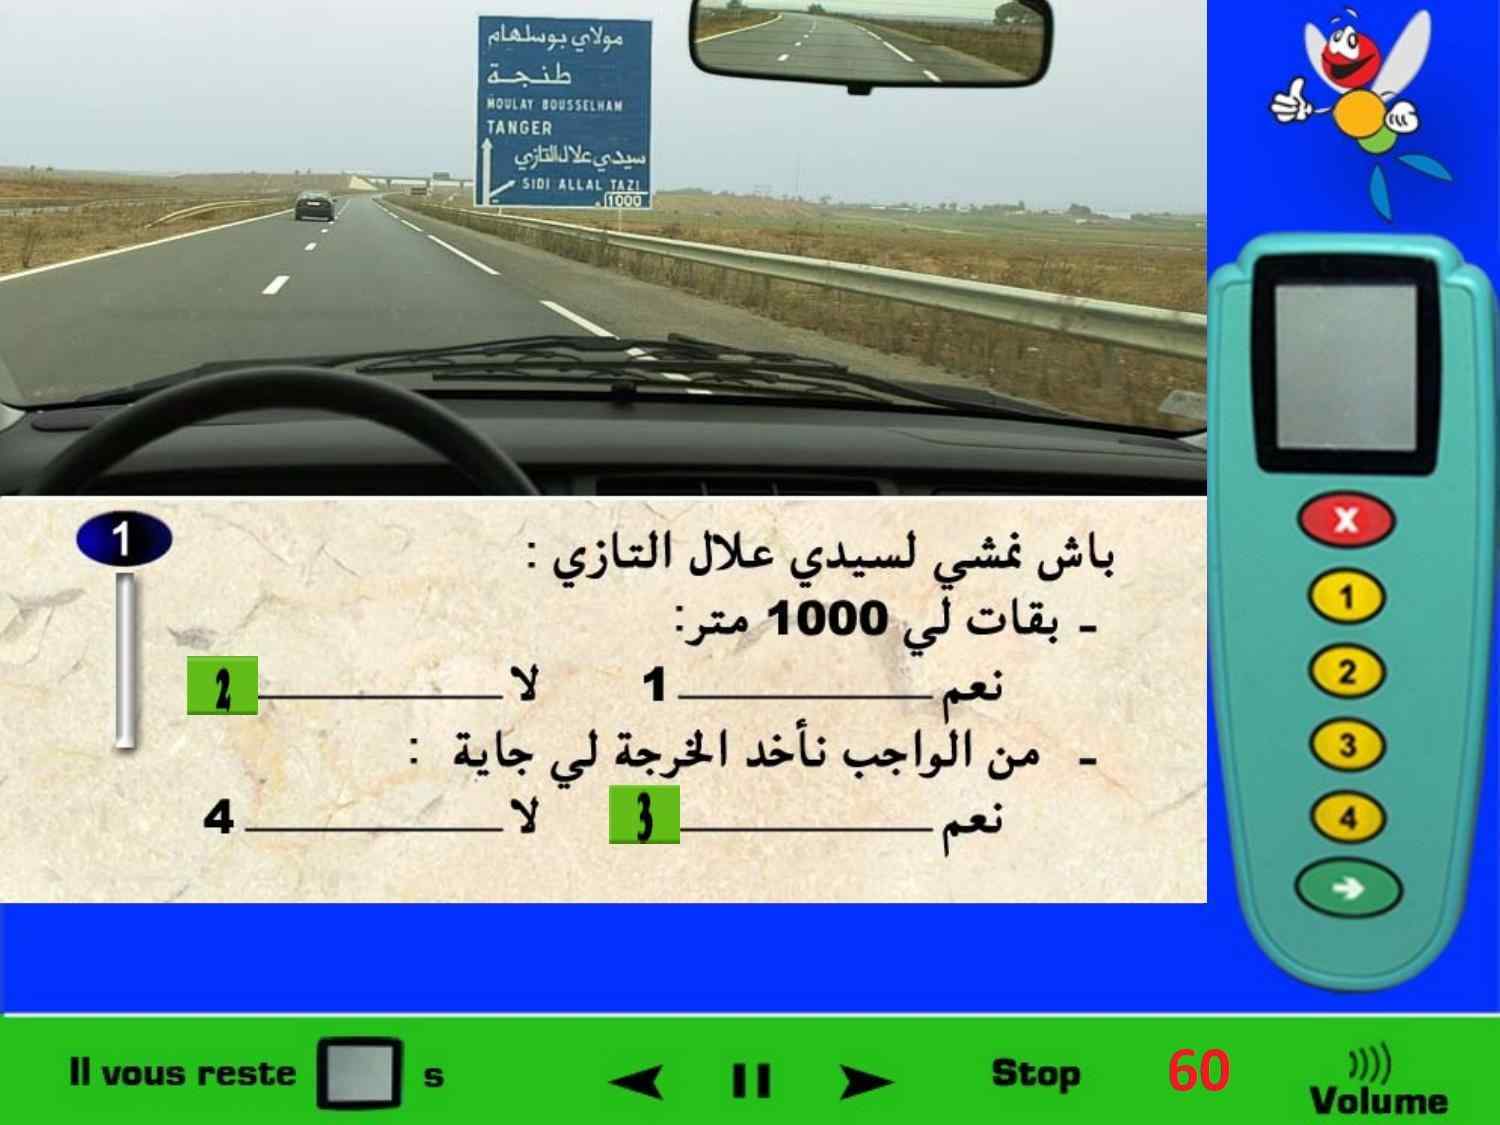 مولاي بوسلهام
طنجة
MOULAY BOUSSELHAM
TANGER
سيدي علال التازي
SIDI ALLAL TAZI
1000
1
باش نمشي لسيدي علال التازي :
- بقات لي 1000 متر:
نعم 1 لا 2
- من الواجب نأخد الخرجة لي جاية :
نعم 3 لا 4
X
1
2
3
4
Il vous reste s
Stop
60
Volume